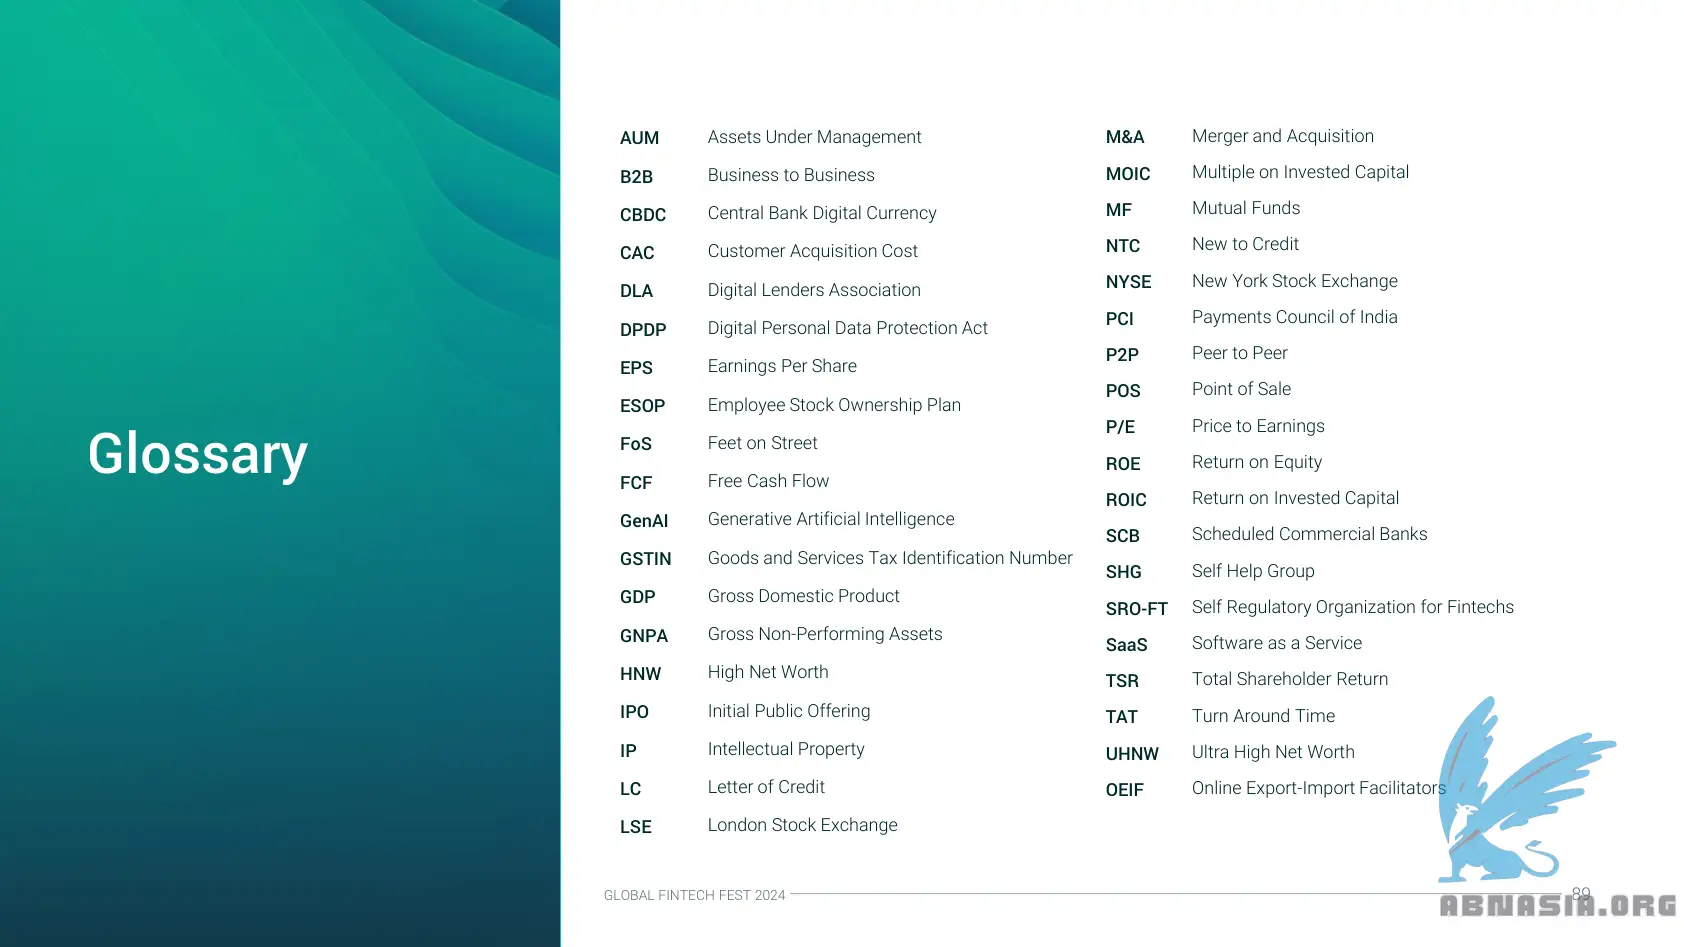 Glossary
AUM Assets Under Management
B2B Business to Business
CBDC Central Bank Digital Currency
CAC Customer Acquisition Cost
DLA Digital Lenders Association
DPDP Digital Personal Data Protection Act
EPS Earnings Per Share
ESOP Employee Stock Ownership Plan
FoS Feet on Street
FCF Free Cash Flow
GenAI Generative Artificial Intelligence
GSTIN Goods and Services Tax Identification Number
GDP Gross Domestic Product
GNPA Gross Non-Performing Assets
HNW High Net Worth
IPO Initial Public Offering
IP Intellectual Property
LC Letter of Credit
LSE London Stock Exchange
M&A Merger and Acquisition
MOIC Multiple on Invested Capital
MF Mutual Funds
NTC New to Credit
NYSE New York Stock Exchange
PCI Payments Council of India
P2P Peer to Peer
POS Point of Sale
P/E Price to Earnings
ROE Return on Equity
ROIC Return on Invested Capital
SCB Scheduled Commercial Banks
SHG Self Help Group
SRO-FT Self Regulatory Organization for Fintechs
SaaS Software as a Service
TSR Total Shareholder Return
TAT Turn Around Time
UHNW Ultra High Net Worth
OEIF Online Export-Import Facilitators
GLOBAL FINTECH FEST 2024
89
ABNASIA.ORG